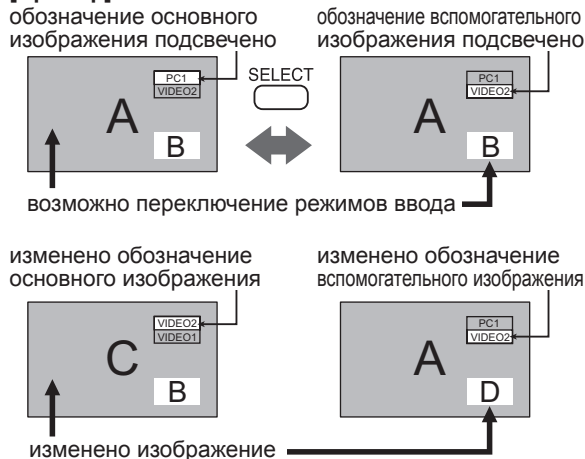 обозначение основного
изображения подсвечено
обозначение вспомогательного
изображения подсвечено
PC1
VIDEO2
A
B
SELECT
PC1
VIDEO2
A
B
возможно переключение режимов ввода
изменено обозначение
основного изображения
изменено обозначение
вспомогательного изображения
VIDEO2
VIDEO1
C
B
PC1
VIDEO2
A
D
изменено изображение